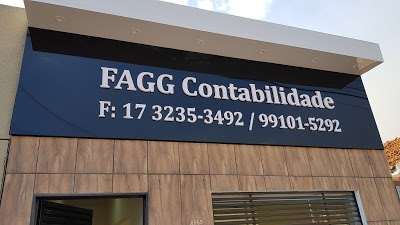 FAGG Contabilidade
F: 17 3235-3492 / 99101-5292